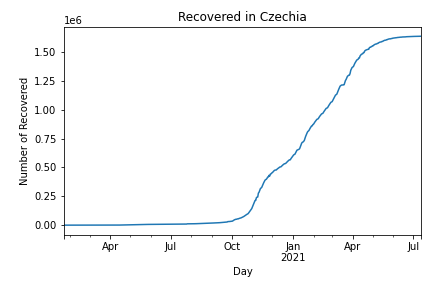 Recovered in Czechia
1e6
1.50
1.25
1.00
0.75
0.50
0.25
0.00
Number of Recovered
Apr
Jul
Oct
Jan
2021
Apr
Jul
Day